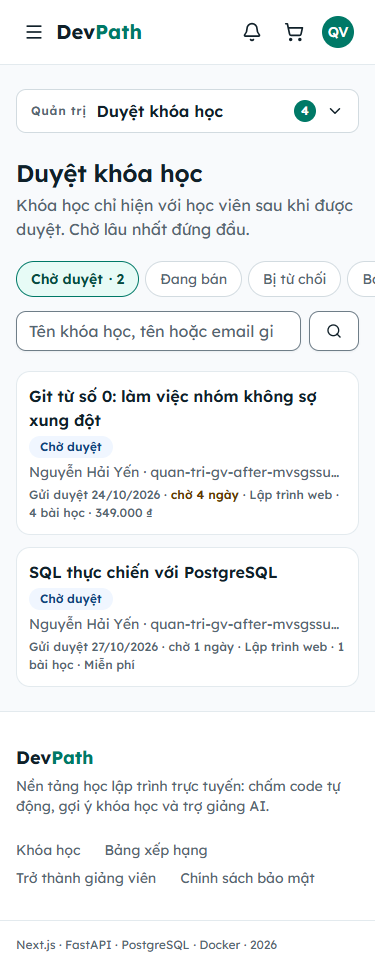 DevPath
QV
Quản trị Duyệt khóa học 4
Duyệt khóa học
Khóa học chỉ hiện với học viên sau khi được
duyệt. Chờ lâu nhất đứng đầu.
Chờ duyệt · 2 Đang bán Bị từ chối
Tên khóa học, tên hoặc email gi
Git từ số 0: làm việc nhóm không sợ
xung đột
Chờ duyệt
Nguyễn Hải Yến · quan-tri-gv-after-mvsgssu...
Gửi duyệt 24/10/2026 · chờ 4 ngày · Lập trình web ·
4 bài học · 349.000 ₫
SQL thực chiến với PostgreSQL
Chờ duyệt
Nguyễn Hải Yến · quan-tri-gv-after-mvsgssu...
Gửi duyệt 27/10/2026 · chờ 1 ngày · Lập trình web · 1
bài học · Miễn phí
DevPath
Nền tảng học lập trình trực tuyến: chấm code tự
động, gợi ý khóa học và trợ giảng AI.
Khóa học Bảng xếp hạng
Trở thành giảng viên Chính sách bảo mật
Next.js · FastAPI · PostgreSQL · Docker · 2026